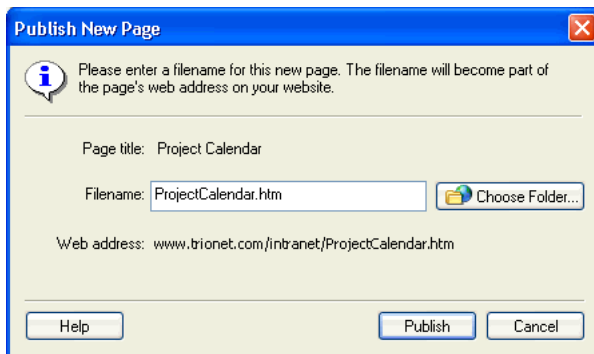 Publish New Page
Please enter a filename for this new page. The filename will become part of
the page's web address on your website.
Page title: Project Calendar
Filename: ProjectCalendar.htm Choose Folder...
Web address: www.trionet.com/intranet/ProjectCalendar.htm
Help Publish Cancel